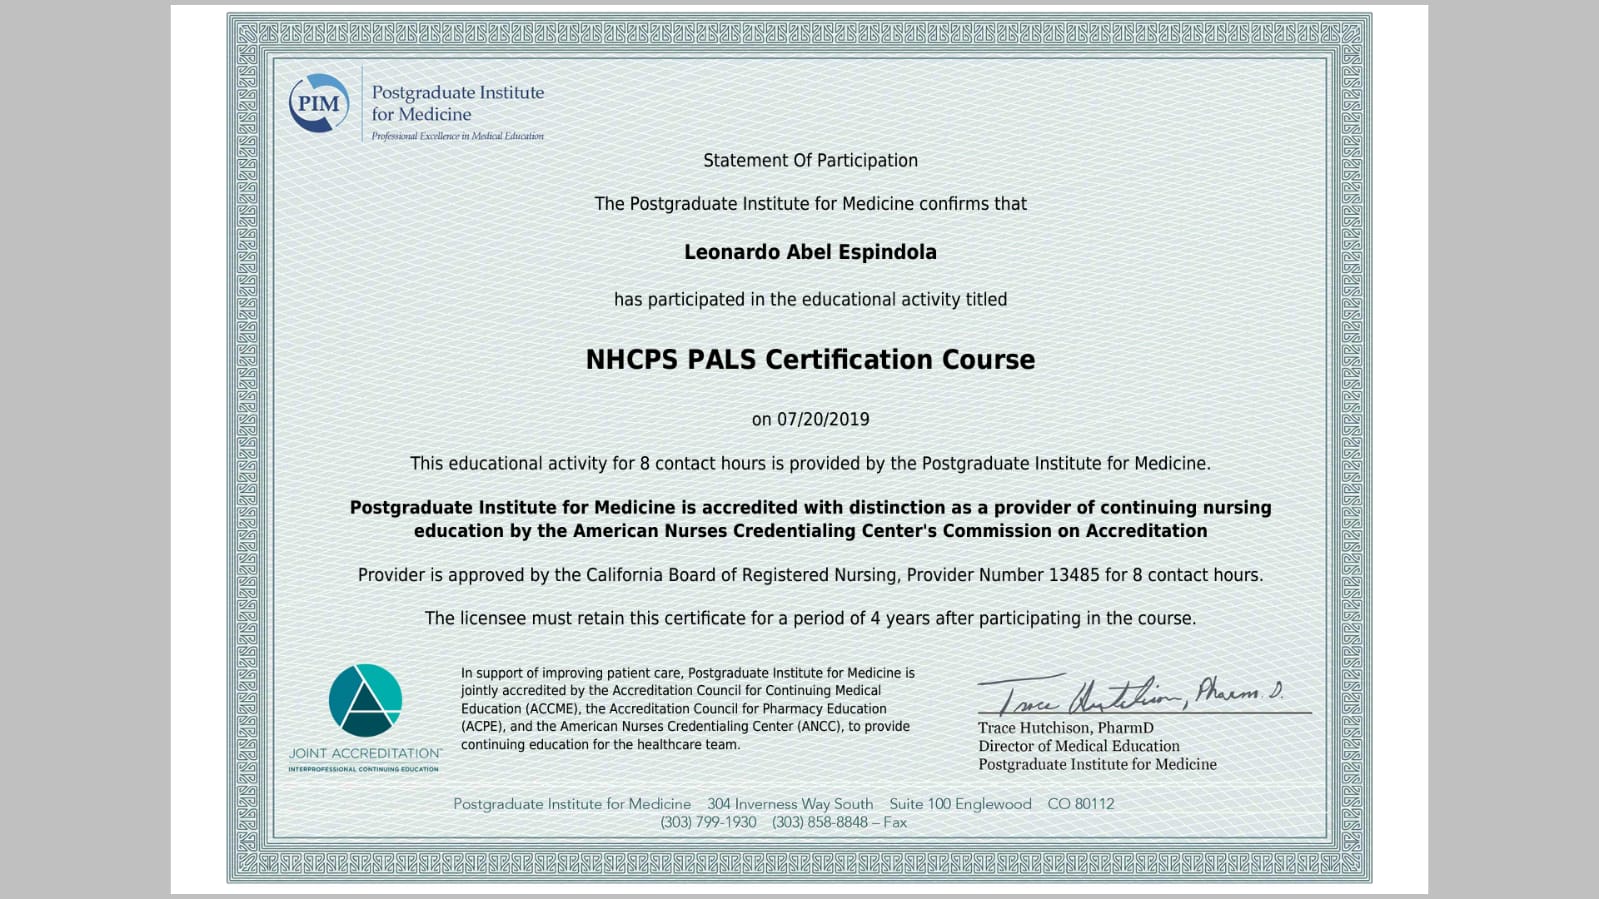 PIM
Postgraduate Institute
for Medicine
Professional Excellence in Medical Education
Statement Of Participation
The Postgraduate Institute for Medicine confirms that
Leonardo Abel Espindola
has participated in the educational activity titled
NHCPS PALS Certification Course
on 07/20/2019
This educational activity for 8 contact hours is provided by the Postgraduate Institute for Medicine.
Postgraduate Institute for Medicine is accredited with distinction as a provider of continuing nursing
education by the American Nurses Credentialing Center's Commission on Accreditation
Provider is approved by the California Board of Registered Nursing, Provider Number 13485 for 8 contact hours.
The licensee must retain this certificate for a period of 4 years after participating in the course.
JOINT ACCREDITATION™
INTERPROFESSIONAL CONTINUING EDUCATION
In support of improving patient care, Postgraduate Institute for Medicine is
jointly accredited by the Accreditation Council for Continuing Medical
Education (ACCME), the Accreditation Council for Pharmacy Education
(ACPE), and the American Nurses Credentialing Center (ANCC), to provide
continuing education for the healthcare team.
Trace Hutchison, Pharm. D.
Trace Hutchison, PharmD
Director of Medical Education
Postgraduate Institute for Medicine
Postgraduate Institute for Medicine 304 Inverness Way South Suite 100 Englewood CO 80112
(303) 799-1930 (303) 858-8848 – Fax